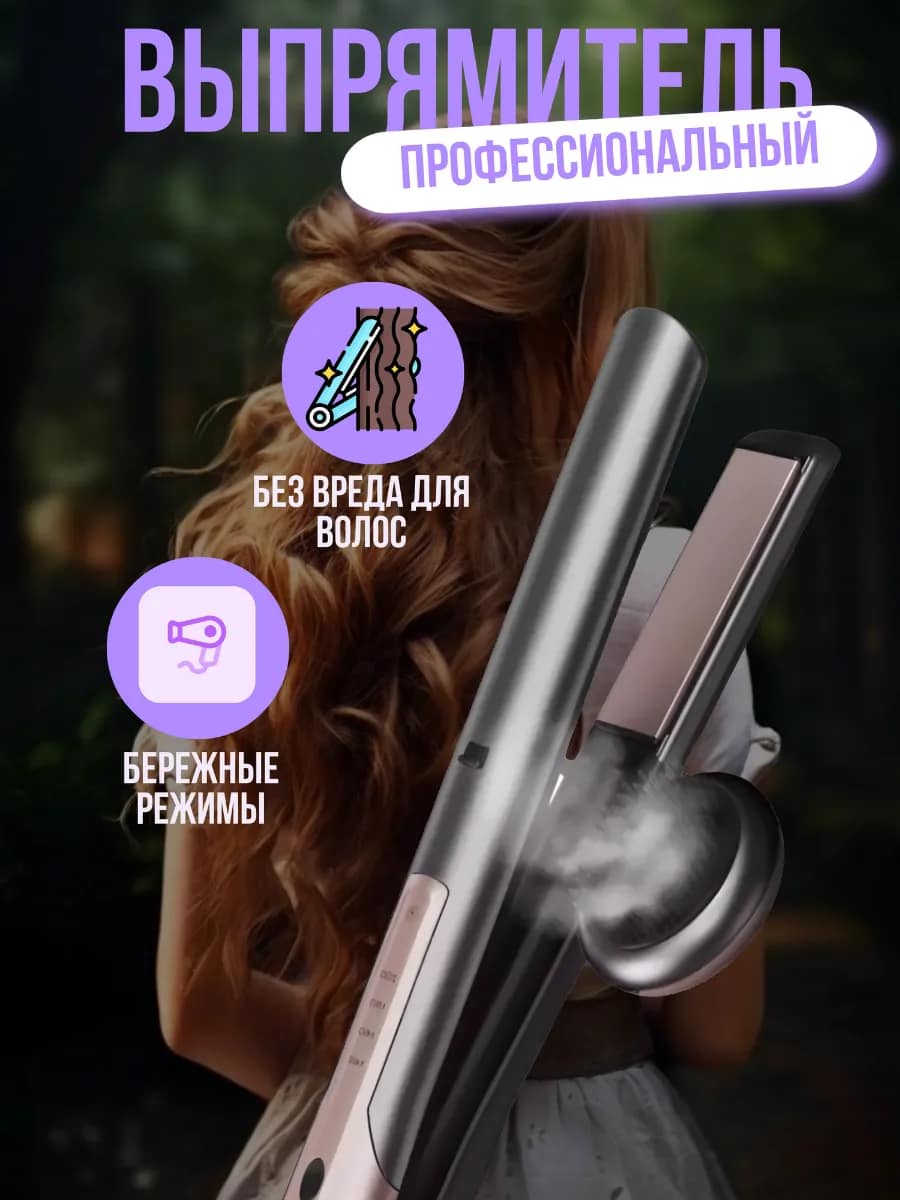 ВЫПРЯМИТЕЛЬ
ПРОФЕССИОНАЛЬНЫЙ
БЕЗ ВРЕДА ДЛЯ
ВОЛОС
БЕРЕЖНЫЕ
РЕЖИМЫ